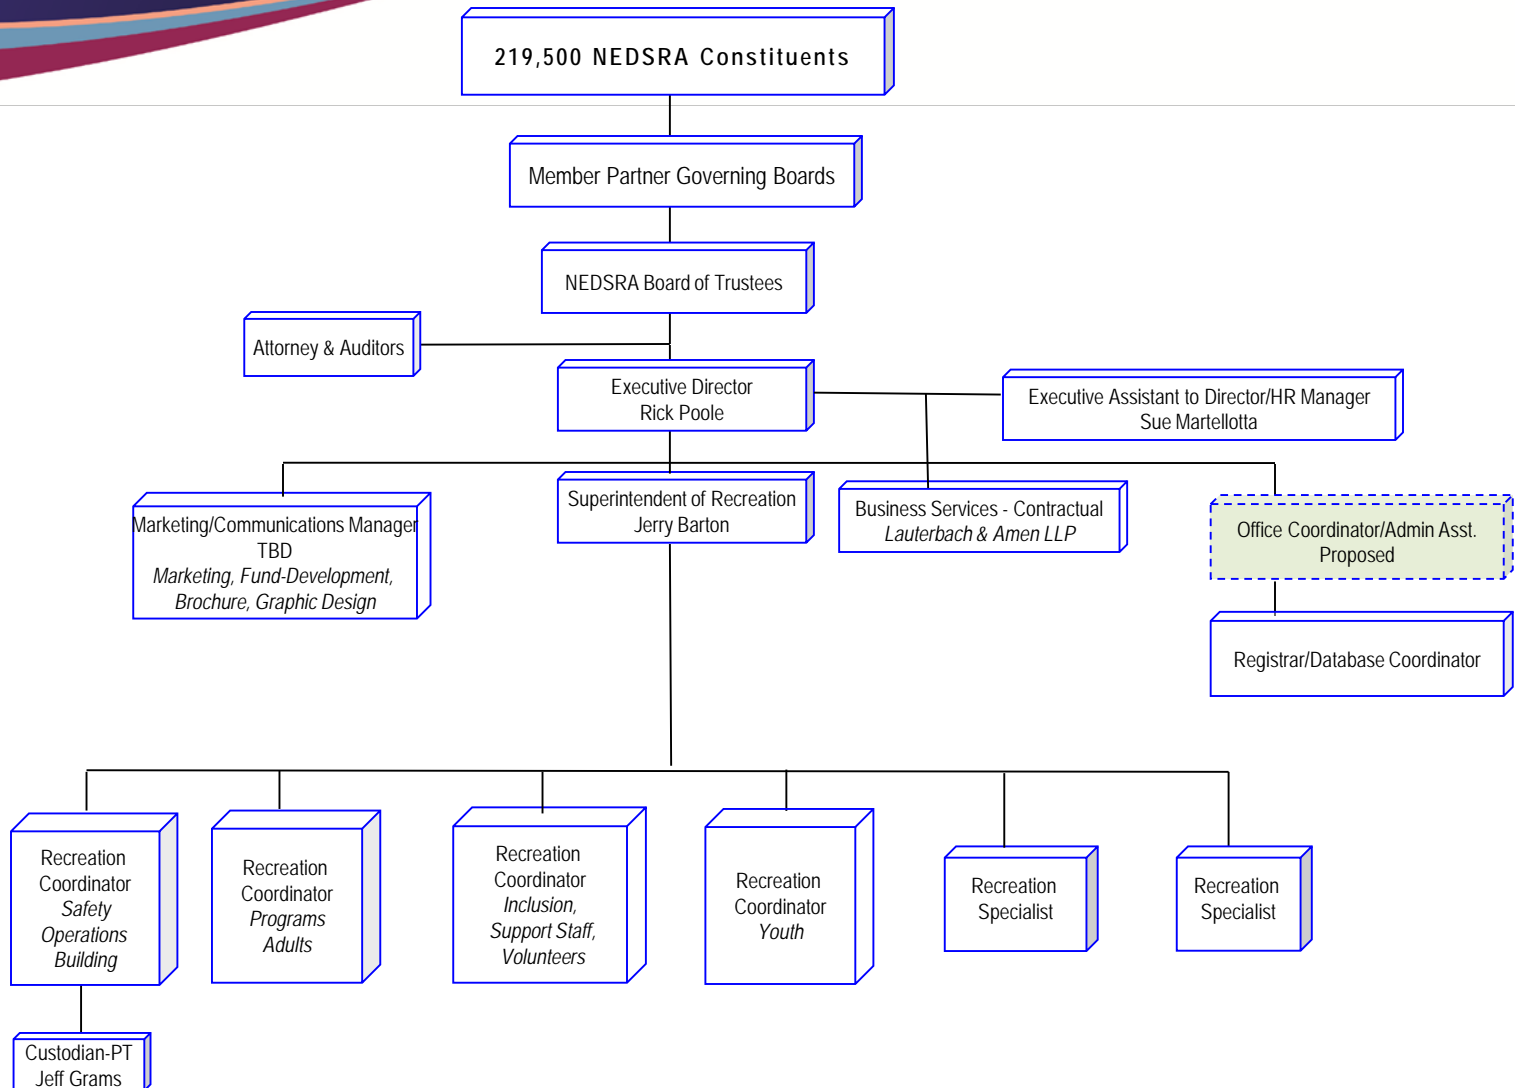 219,500 NEDSRA Constituents
Member Partner Governing Boards
NEDSRA Board of Trustees
Attorney & Auditors
Executive Director
Rick Poole
Executive Assistant to Director/HR Manager
Sue Martellotta
Marketing/Communications Manager
TBD
Marketing, Fund-Development,
Brochure, Graphic Design
Superintendent of Recreation
Jerry Barton
Business Services - Contractual
Lauterbach & Amen LLP
Office Coordinator/Admin Asst.
Proposed
Registrar/Database Coordinator
Recreation
Coordinator
Safety
Operations
Building
Recreation
Coordinator
Programs
Adults
Recreation
Coordinator
Inclusion,
Support Staff,
Volunteers
Recreation
Coordinator
Youth
Recreation
Specialist
Recreation
Specialist
Custodian-PT
Jeff Grams